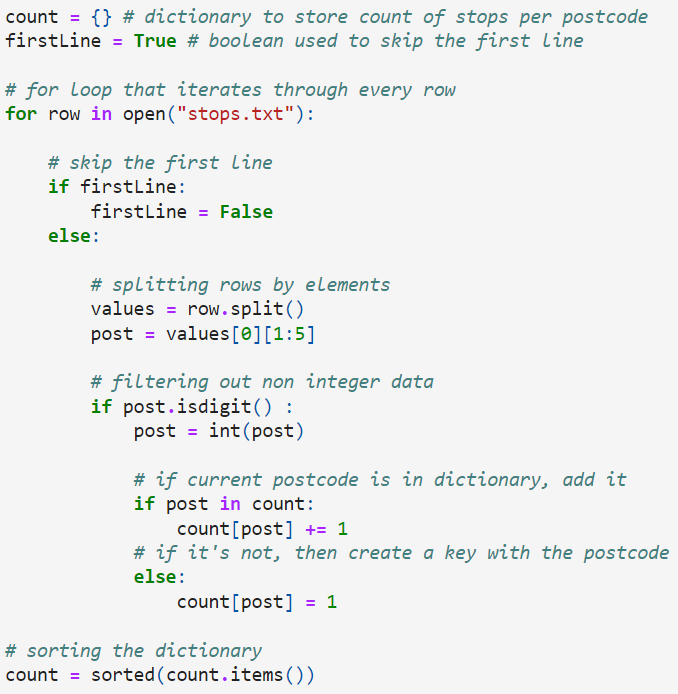 count = {} # dictionary to store count of stops per postcode
firstLine = True # boolean used to skip the first line
# for loop that iterates through every row
for row in open("stops.txt"):
    # skip the first line
    if firstLine:
        firstLine = False
    else:
        # splitting rows by elements
        values = row.split()
        post = values[0][1:5]
        # filtering out non integer data
        if post.isdigit() :
            post = int(post)
            # if current postcode is in dictionary, add it
            if post in count:
                count[post] += 1
            # if it's not, then create a key with the postcode
            else:
                count[post] = 1
# sorting the dictionary
count = sorted(count.items())